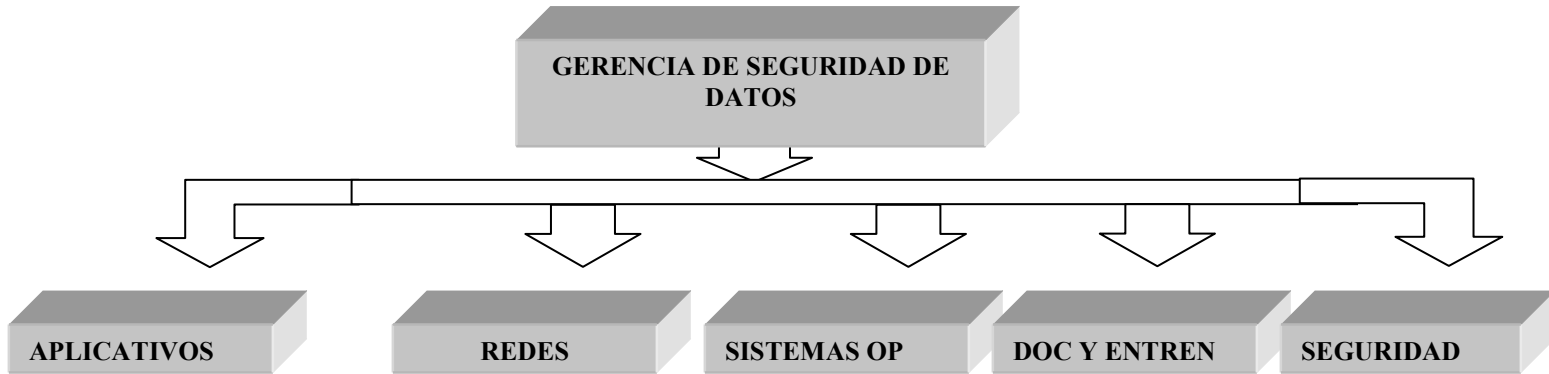 GERENCIA DE SEGURIDAD DE
DATOS
APLICATIVOS
REDES
SISTEMAS OP
DOC Y ENTREN
SEGURIDAD